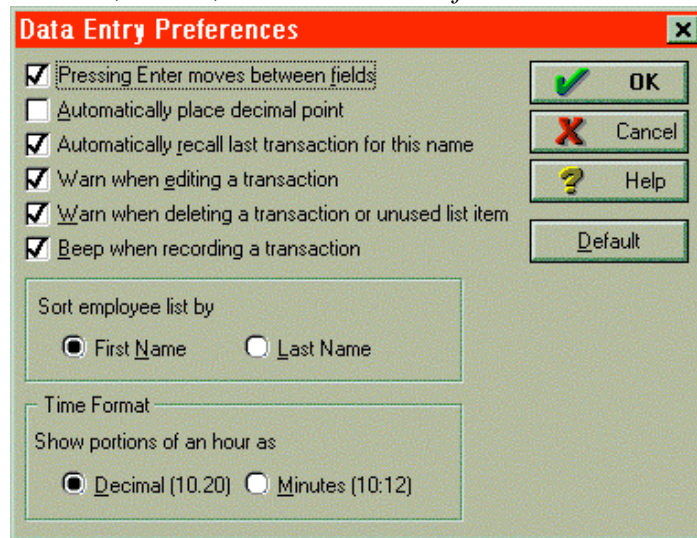 Data Entry Preferences
Pressing Enter moves between fields
Automatically place decimal point
Automatically recall last transaction for this name
Warn when editing a transaction
Warn when deleting a transaction or unused list item
Beep when recording a transaction
OK
Cancel
Help
Default
Sort employee list by
First Name Last Name
Time Format
Show portions of an hour as
Decimal (10.20) Minutes (10:12)